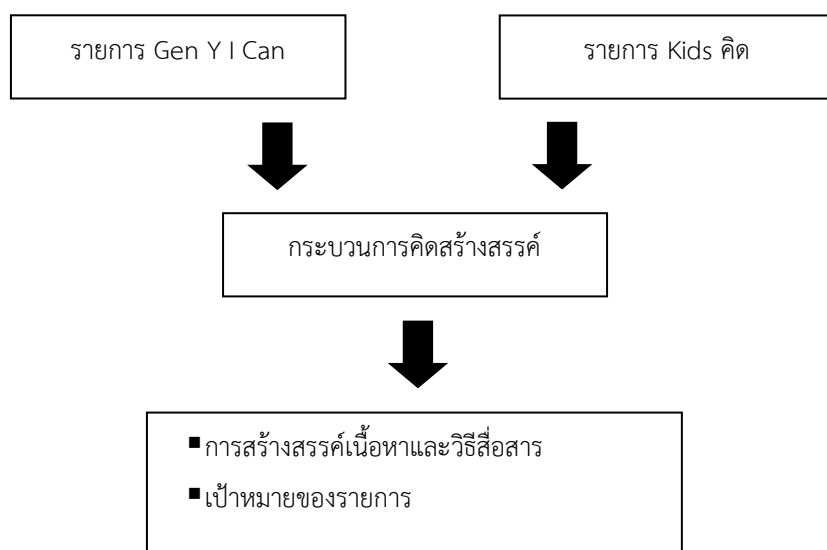 รายการ Gen Y I Can
รายการ Kids คิด
กระบวนการคิดสร้างสรรค์
▪ การสร้างสรรค์เนื้อหาและวิธีสื่อสาร
▪ เป้าหมายของรายการ